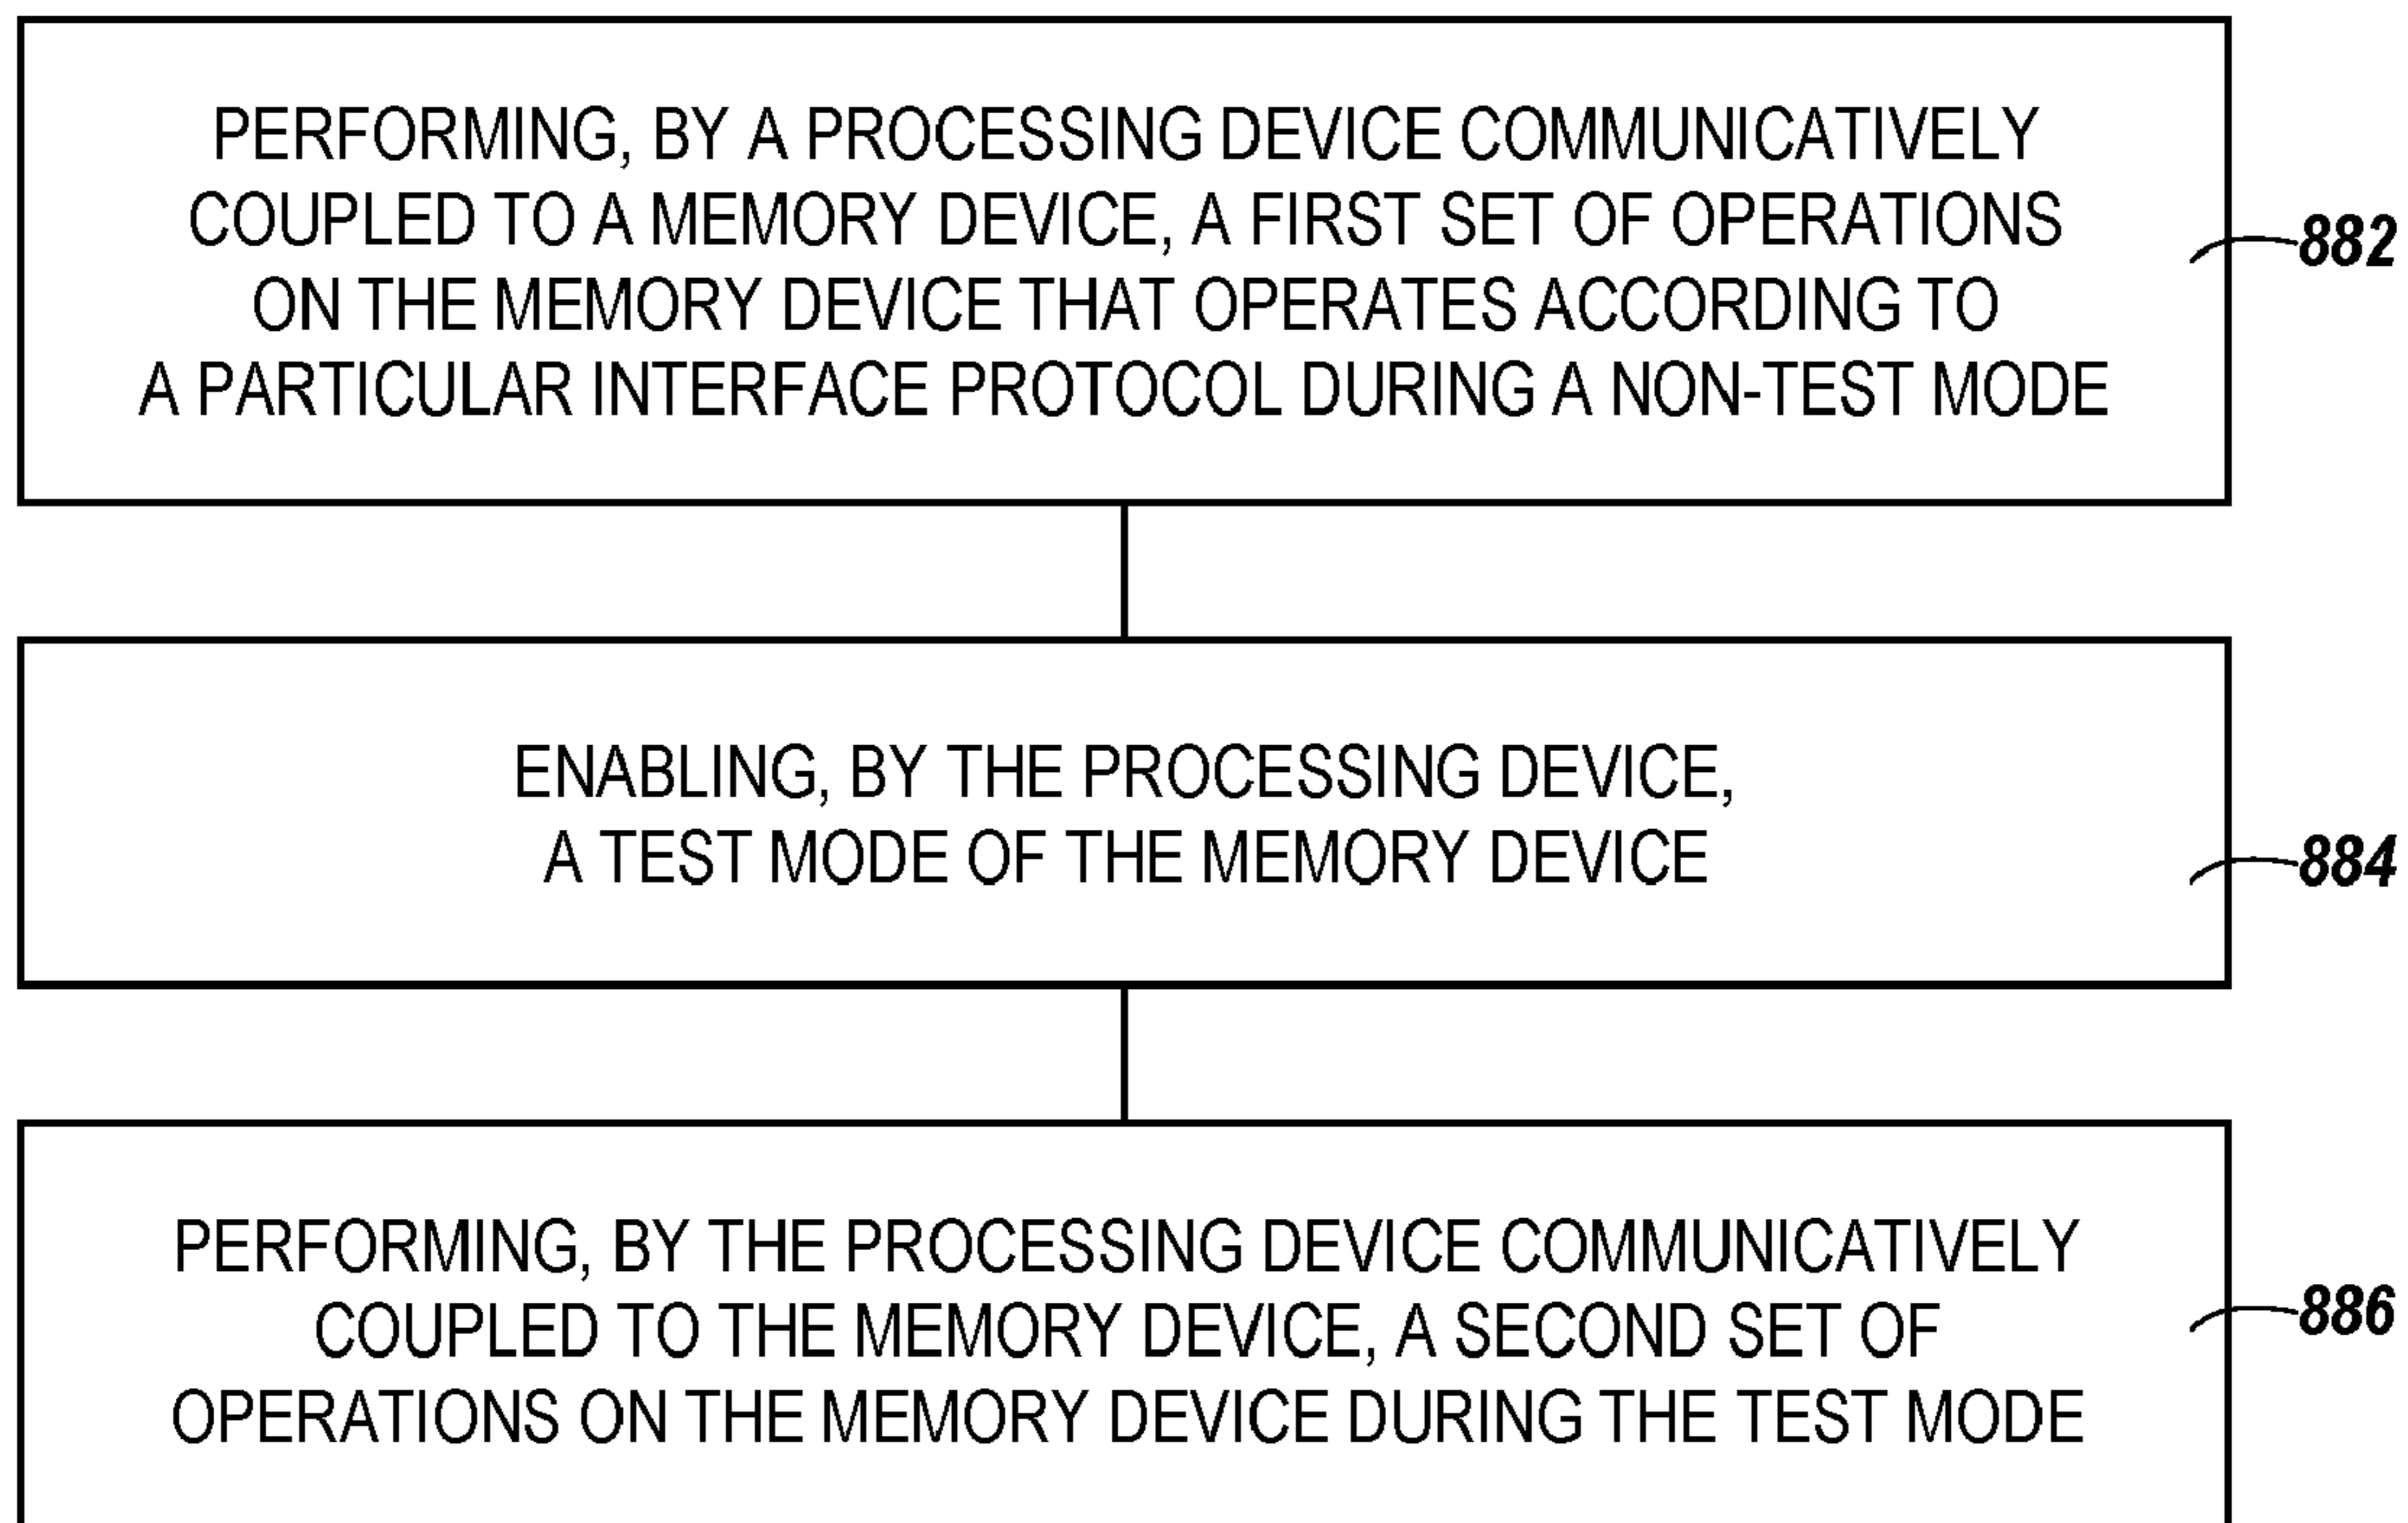 PERFORMING, BY A PROCESSING DEVICE COMMUNICATIVELY
COUPLED TO A MEMORY DEVICE, A FIRST SET OF OPERATIONS
ON THE MEMORY DEVICE THAT OPERATES ACCORDING TO
A PARTICULAR INTERFACE PROTOCOL DURING A NON-TEST MODE
882
ENABLING, BY THE PROCESSING DEVICE,
A TEST MODE OF THE MEMORY DEVICE
884
PERFORMING, BY THE PROCESSING DEVICE COMMUNICATIVELY
COUPLED TO THE MEMORY DEVICE, A SECOND SET OF
OPERATIONS ON THE MEMORY DEVICE DURING THE TEST MODE
886